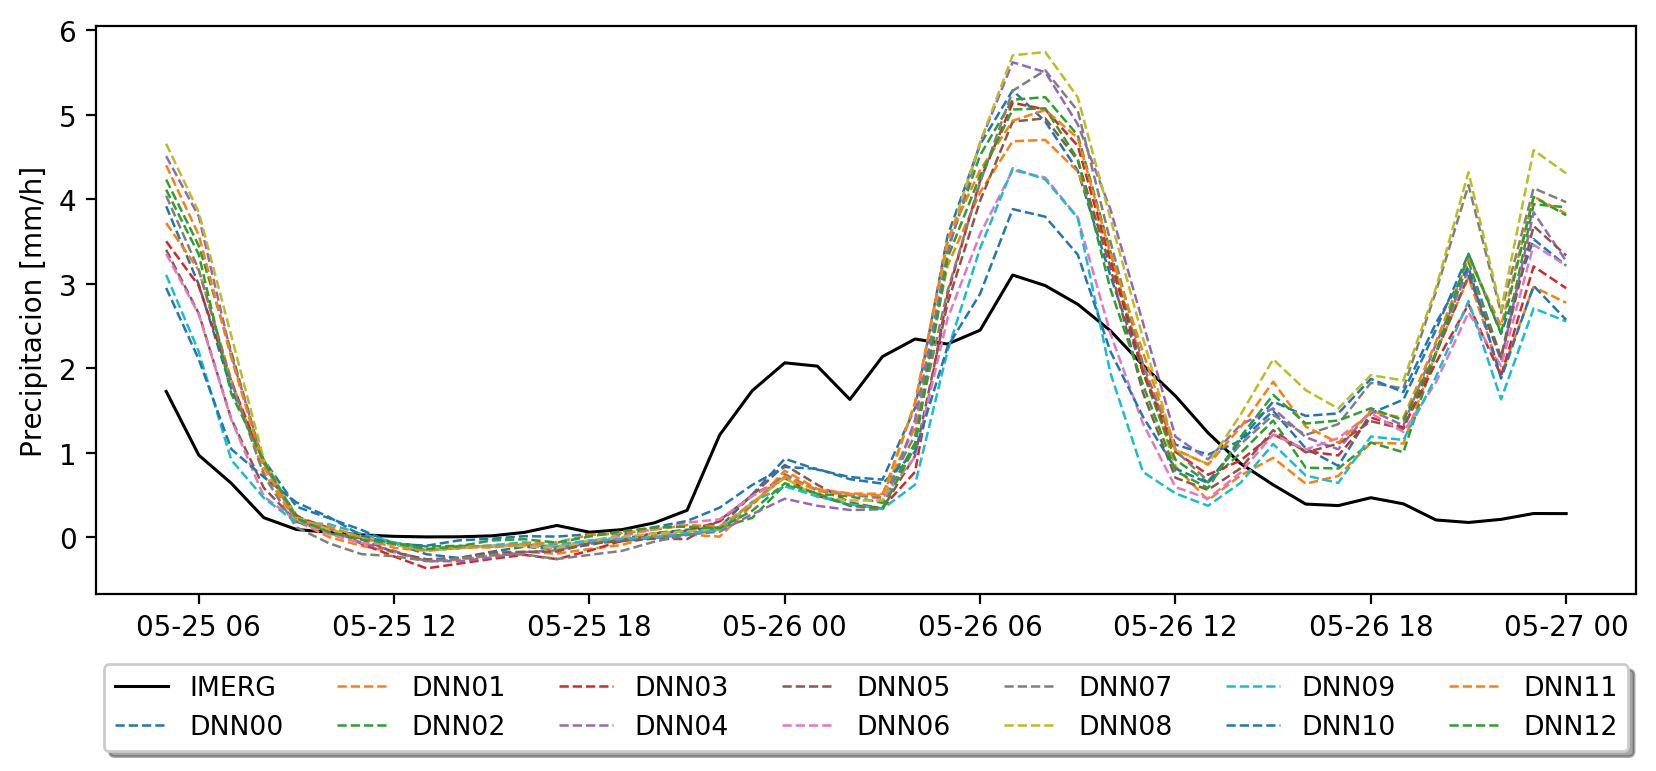 6
5
4
3
2
1
0
Precipitacion [mm/h]
05-25 06 05-25 12 05-25 18 05-26 00 05-26 06 05-26 12 05-26 18 05-27 00
IMERG DNN01 DNN03 DNN05 DNN07 DNN09 DNN11
DNN00 DNN02 DNN04 DNN06 DNN08 DNN10 DNN12